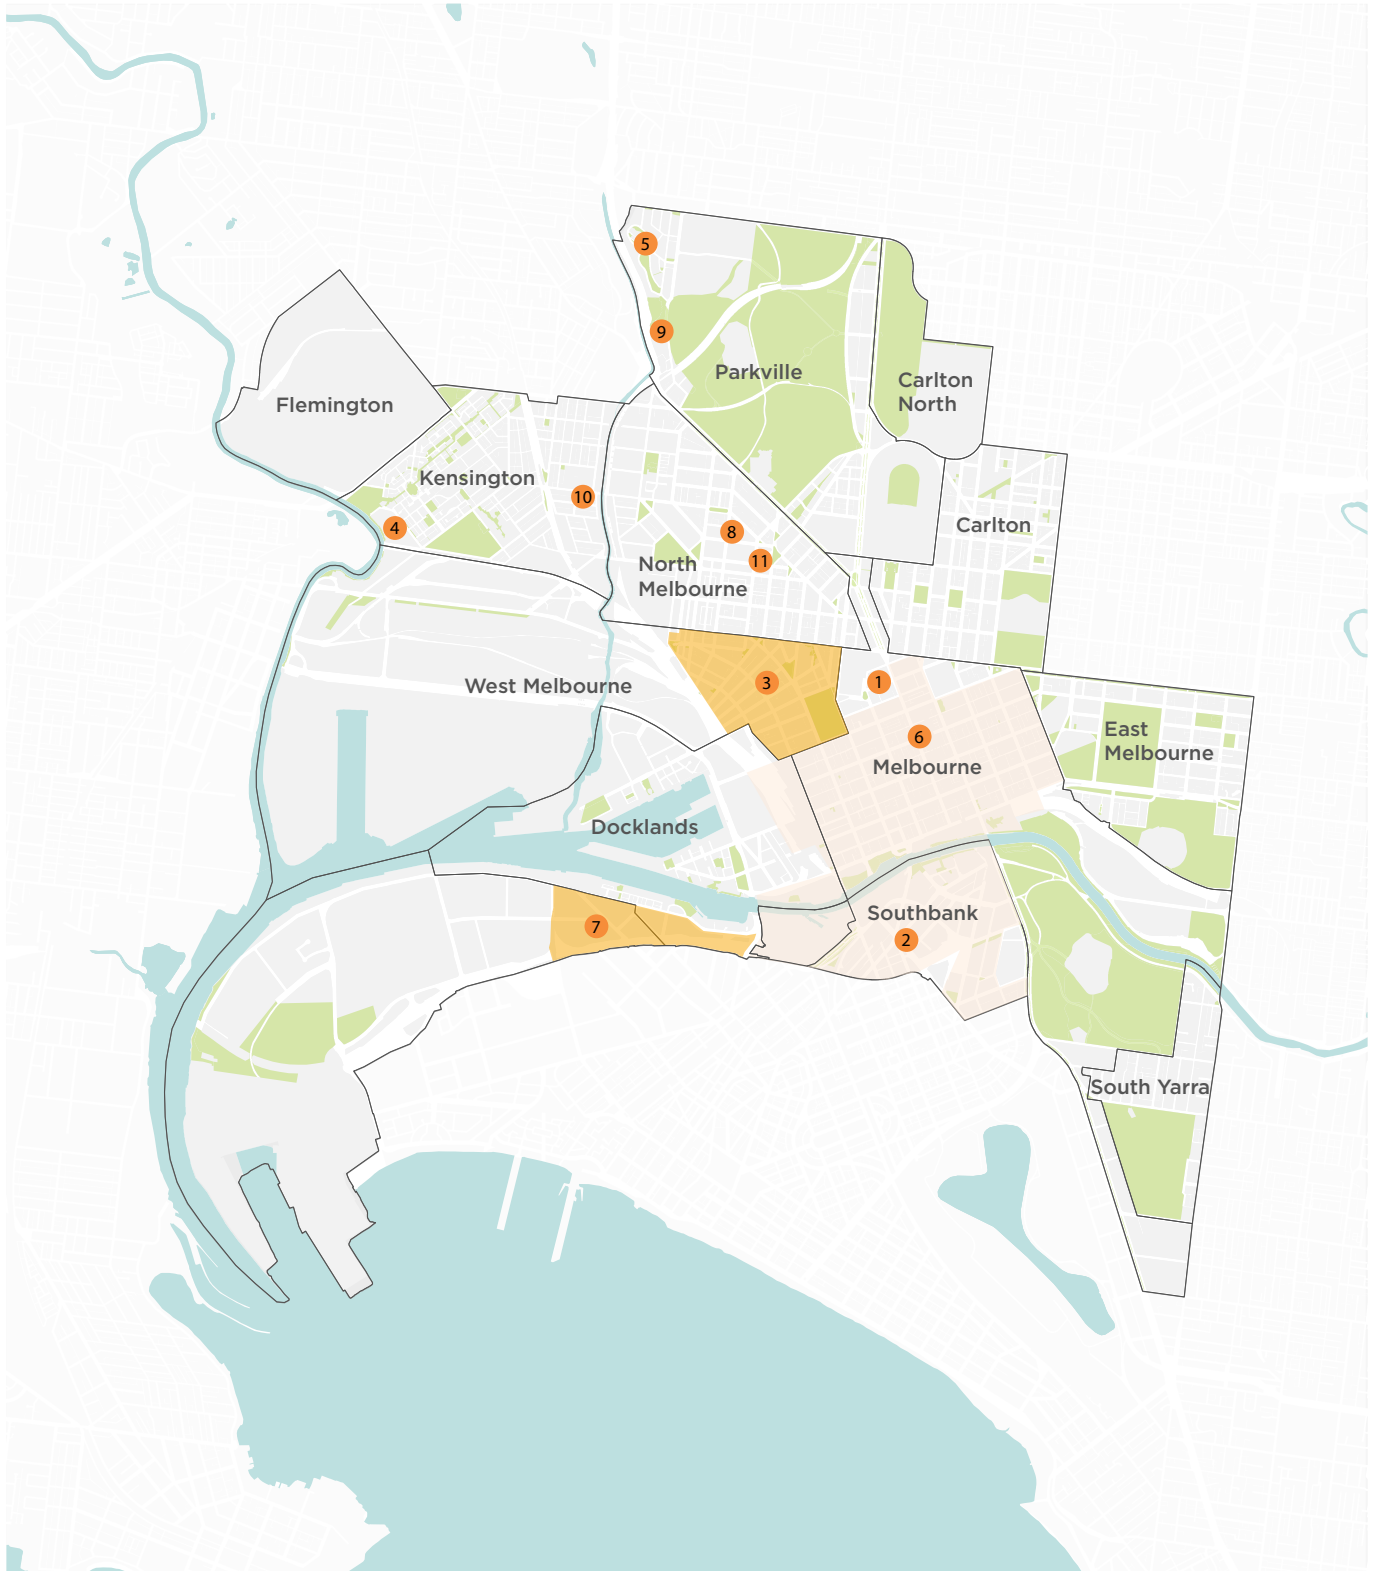 5
9
Parkville
Carlton
North
Flemington
Kensington
10
4
8
11
Carlton
North
Melbourne
3
1
West Melbourne
6
East
Melbourne
Melbourne
Docklands
Southbank
7
2
South Yarra